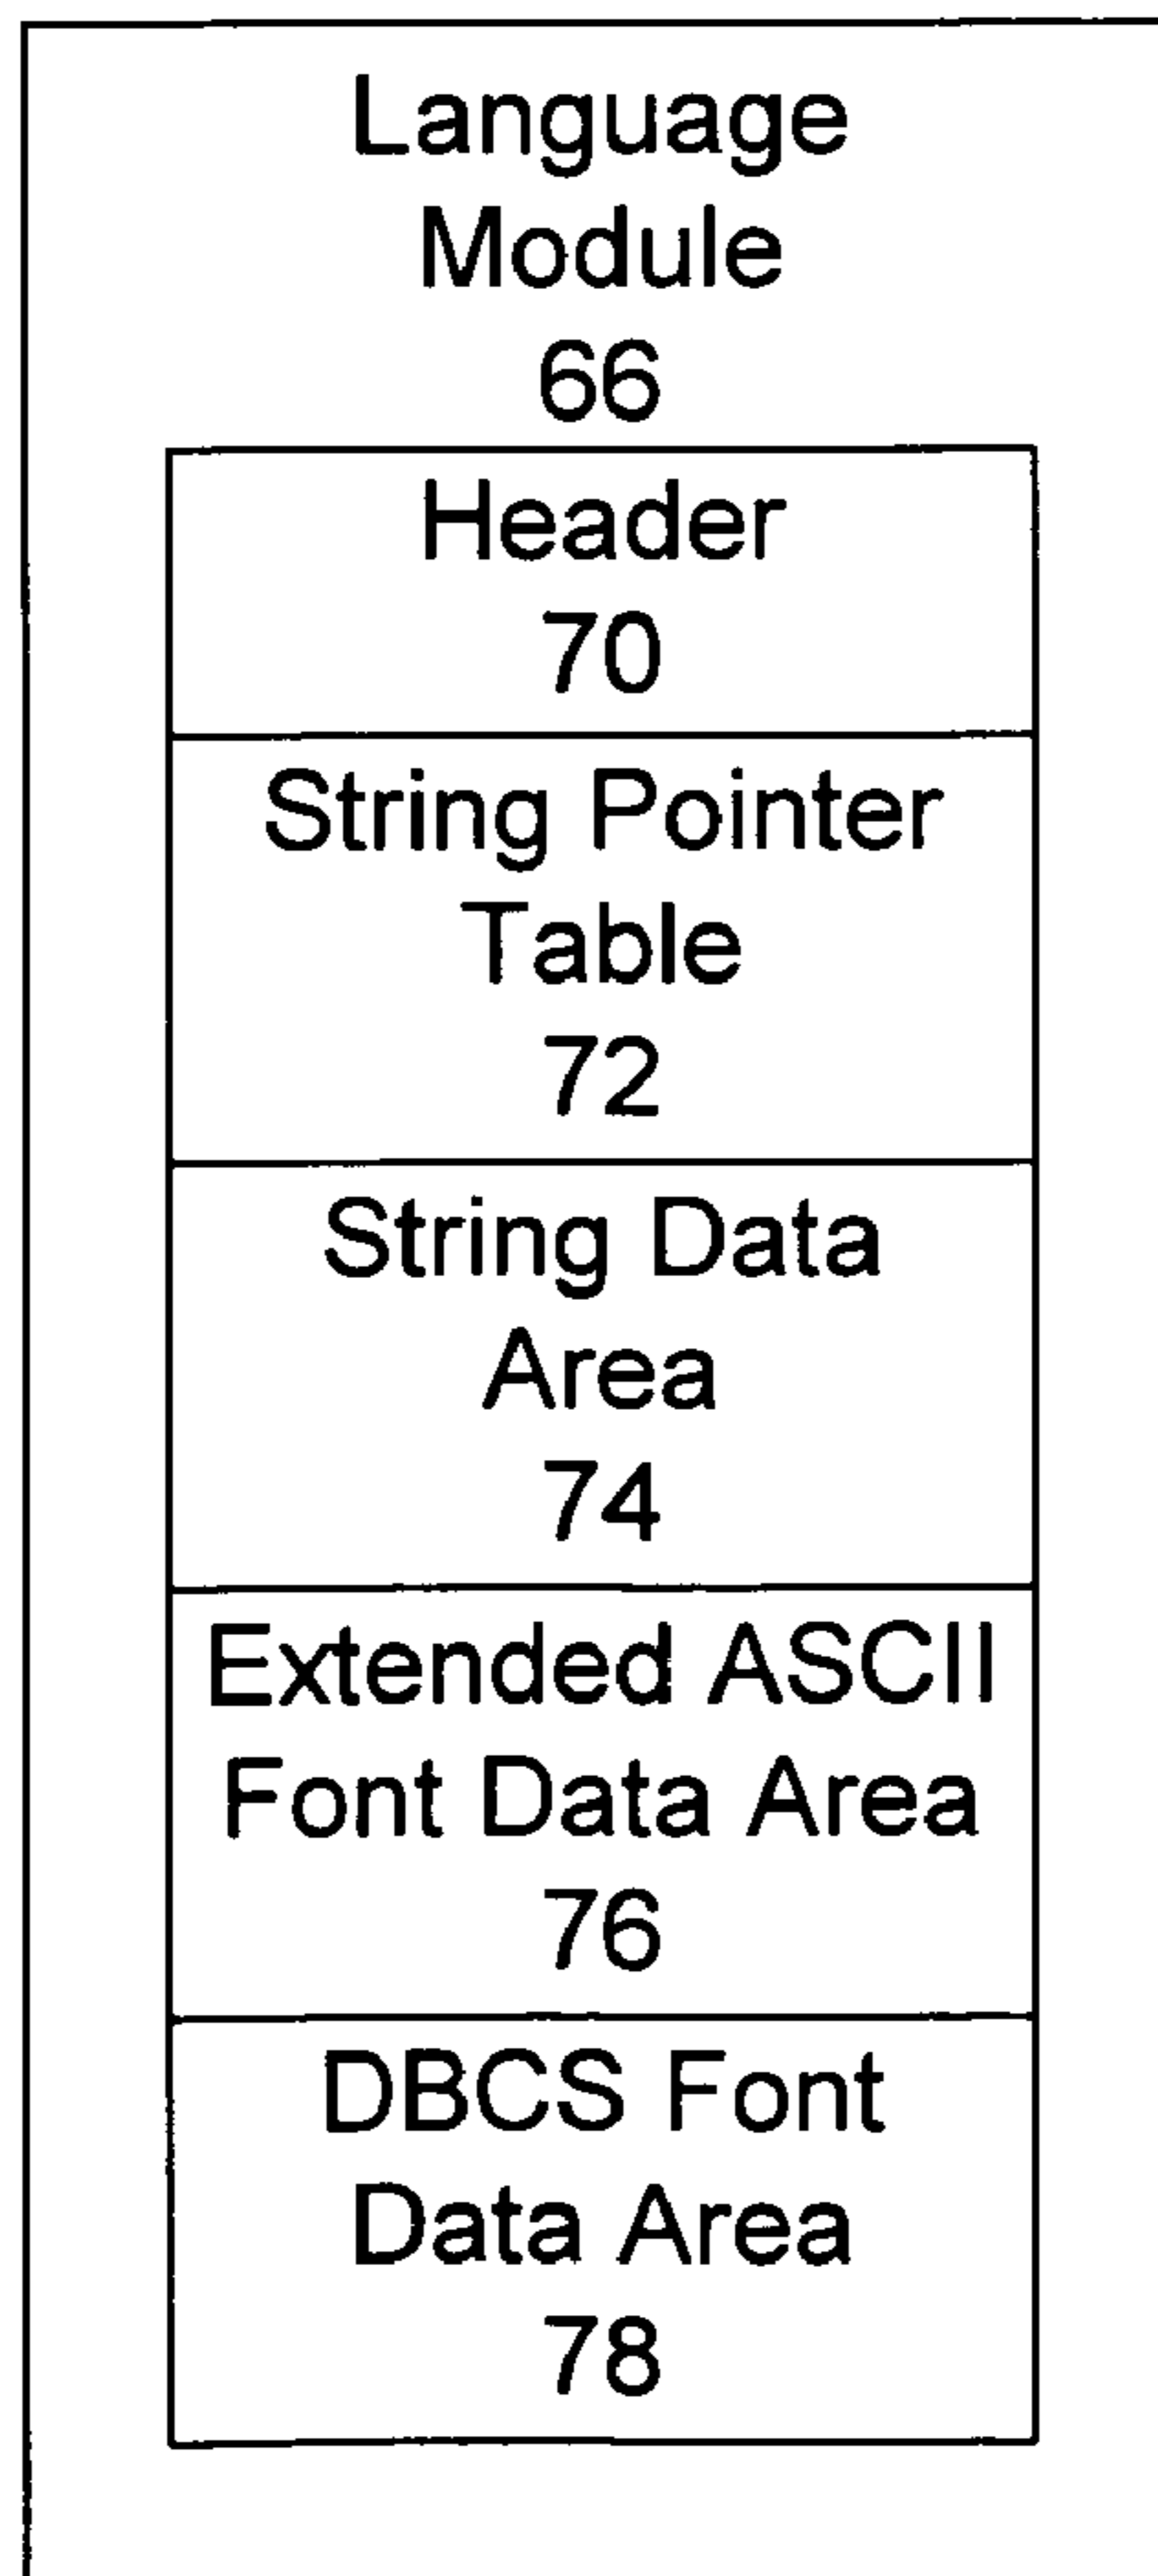 Language
Module
66
Header
70
String Pointer
Table
72
String Data
Area
74
Extended ASCII
Font Data Area
76
DBCS Font
Data Area
78